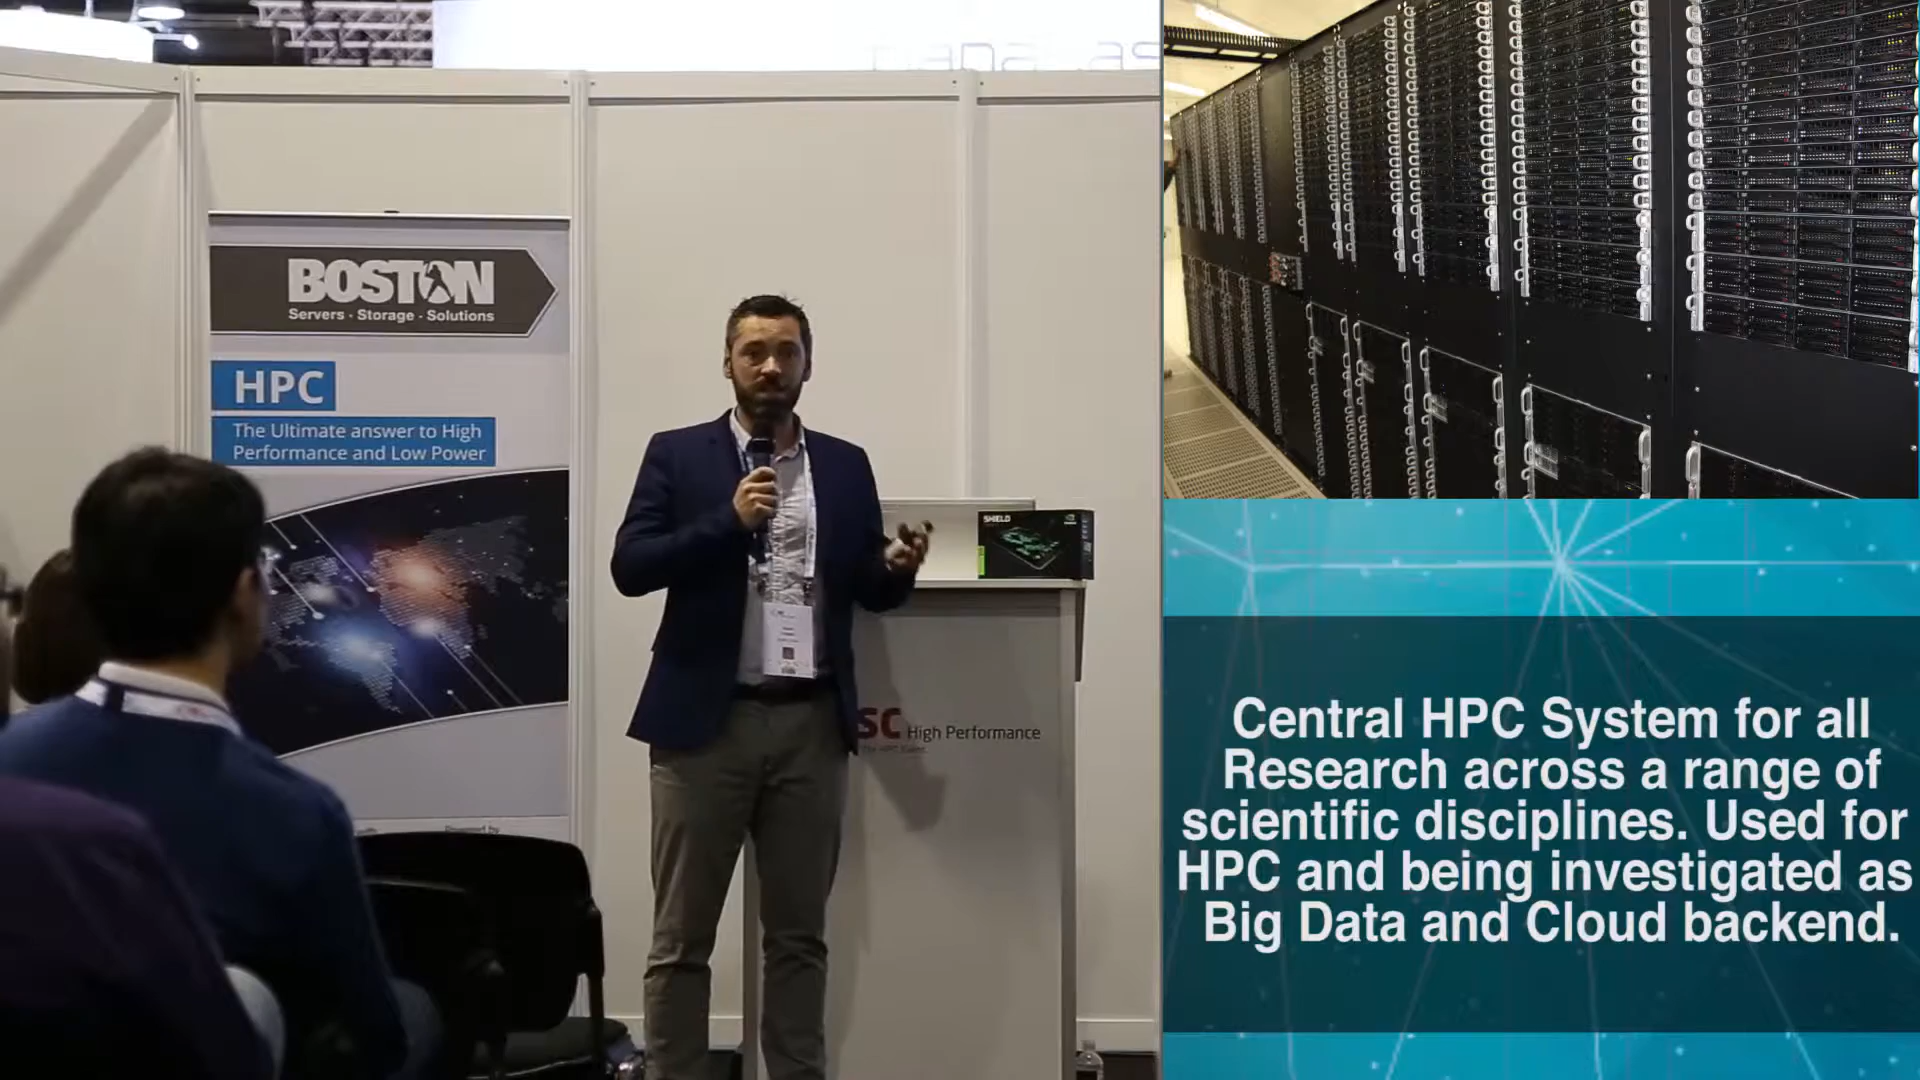 BOSTON
Servers - Storage - Solutions
HPC
The Ultimate answer to High
Performance and Low Power
SHIELD
SC High Performance
Central HPC System for all
Research across a range of
scientific disciplines. Used for
HPC and being investigated as
Big Data and Cloud backend.